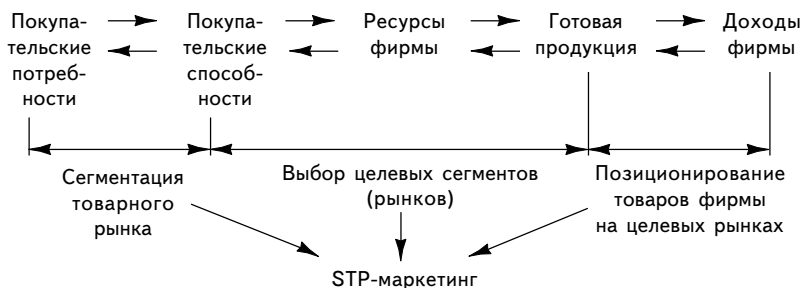 Покупа-
тельские
потреб-
ности
Покупа-
тельские
способ-
ности
Ресурсы
фирмы
Готовая
продукция
Доходы
фирмы
Сегментация
товарного
рынка
Выбор целевых сегментов
(рынков)
Позиционирование
товаров фирмы
на целевых рынках
STP-маркетинг